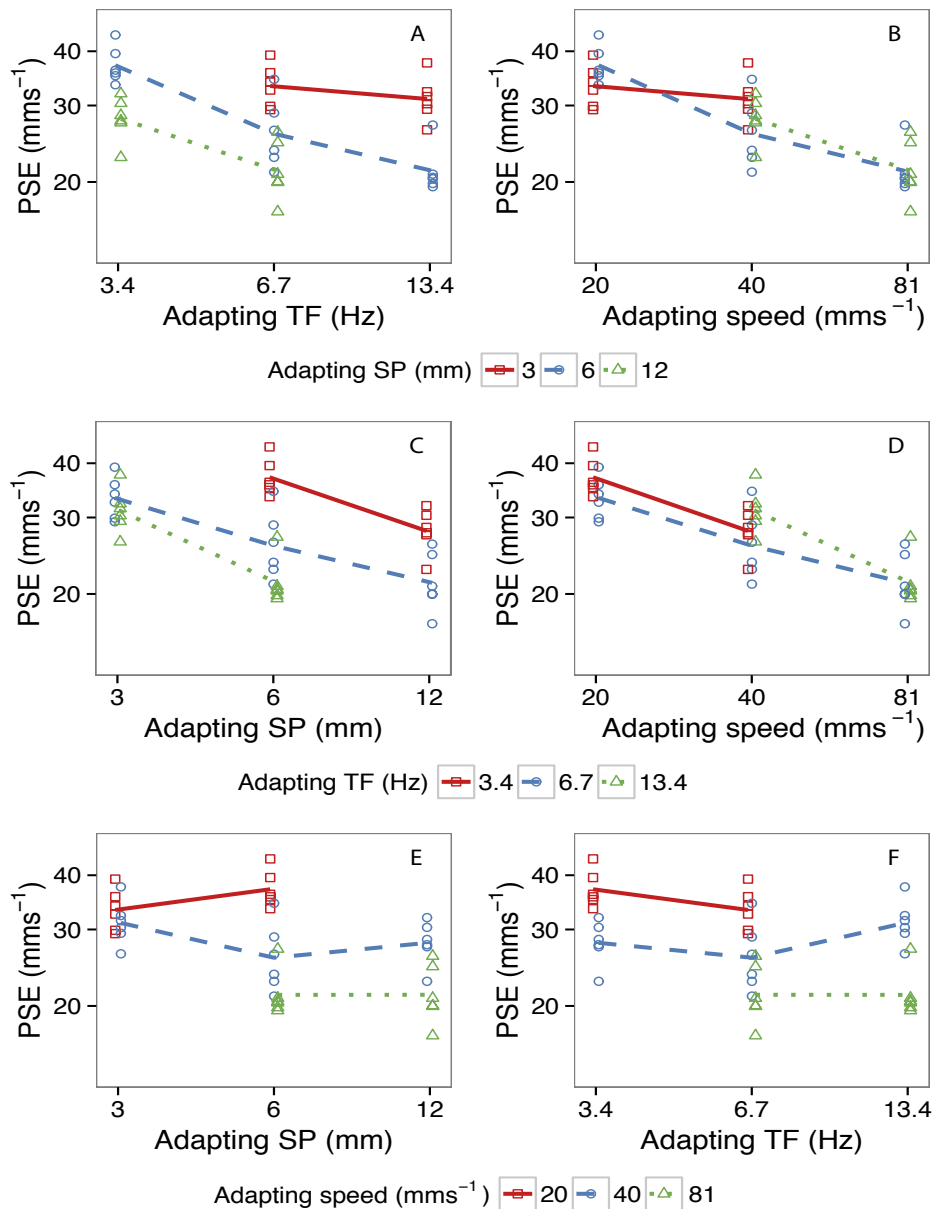 A
B
40
30
20
PSE (mms⁻¹)
3.4 6.7 13.4
Adapting TF (Hz)
40
30
20
PSE (mms⁻¹)
20 40 81
Adapting speed (mms⁻¹)
Adapting SP (mm) 3 6 12
C
D
40
30
20
PSE (mms⁻¹)
3 6 12
Adapting SP (mm)
40
30
20
PSE (mms⁻¹)
20 40 81
Adapting speed (mms⁻¹)
Adapting TF (Hz) 3.4 6.7 13.4
E
F
40
30
20
PSE (mms⁻¹)
3 6 12
Adapting SP (mm)
40
30
20
PSE (mms⁻¹)
3.4 6.7 13.4
Adapting TF (Hz)
Adapting speed (mms⁻¹) 20 40 81